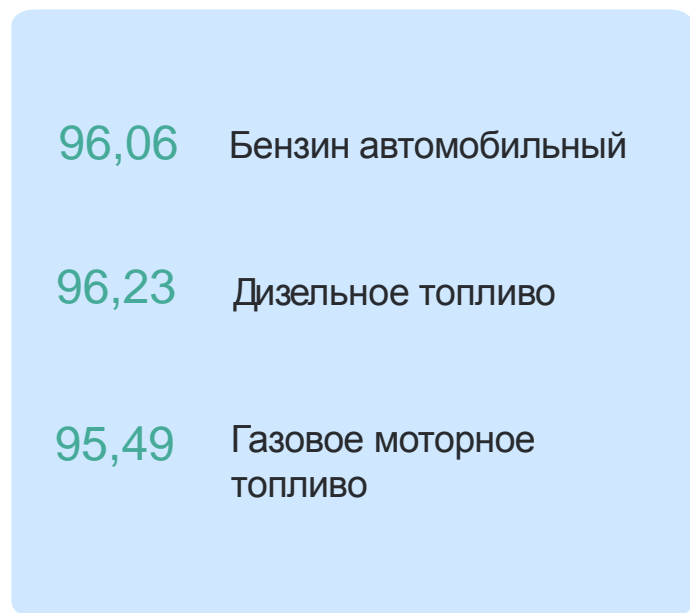 96,06 Бензин автомобильный
96,23 Дизельное топливо
95,49 Газовое моторное
топливо